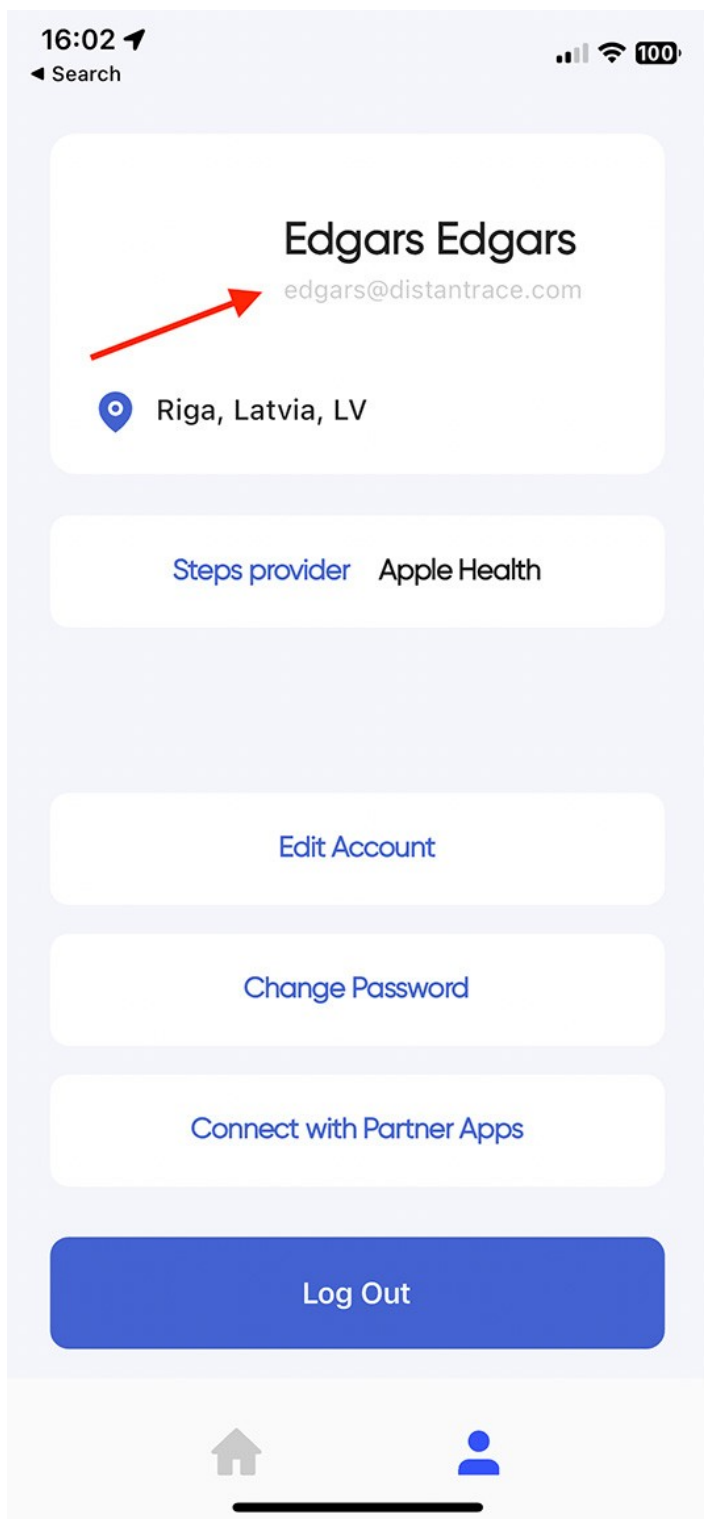 16:02
◀ Search
100
Edgars Edgars
edgars@distantrace.com
Riga, Latvia, LV
Steps provider Apple Health
Edit Account
Change Password
Connect with Partner Apps
Log Out